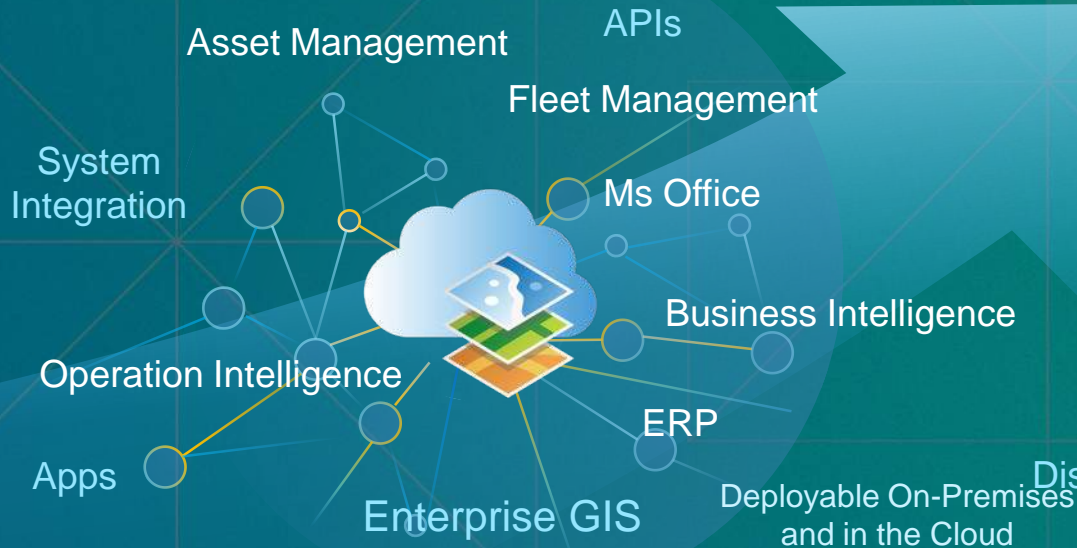 APIs
Asset Management
Fleet Management
System
Integration
Ms Office
Business Intelligence
Operation Intelligence
ERP
Apps
Enterprise GIS
Deployable On-Premises
and in the Cloud